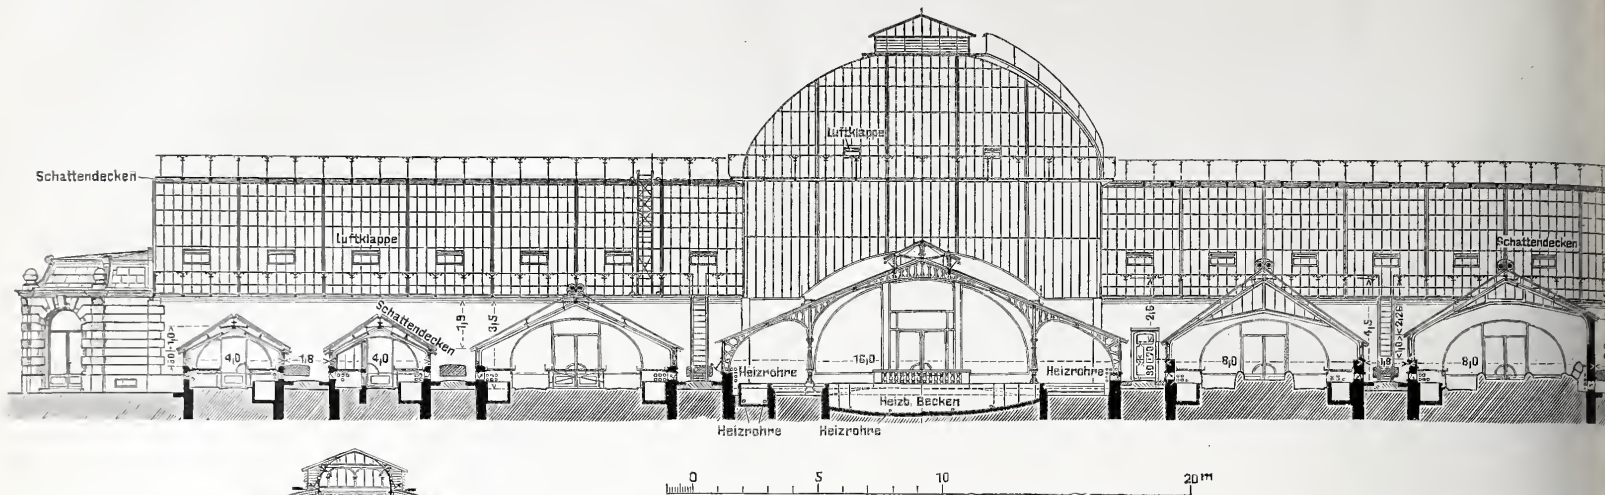 Luftklappe
Schattendecken
Luftklappe
Schattendecken
Schattendecken
4,0
1,8
4,0
1,9
3,5
16,0
2,6
8,0
4,5
1,8
8,0
Heizrohre
Heizrohre
Heizb. Becken
Heizrohre
Heizrohre
0
5
10
20 m